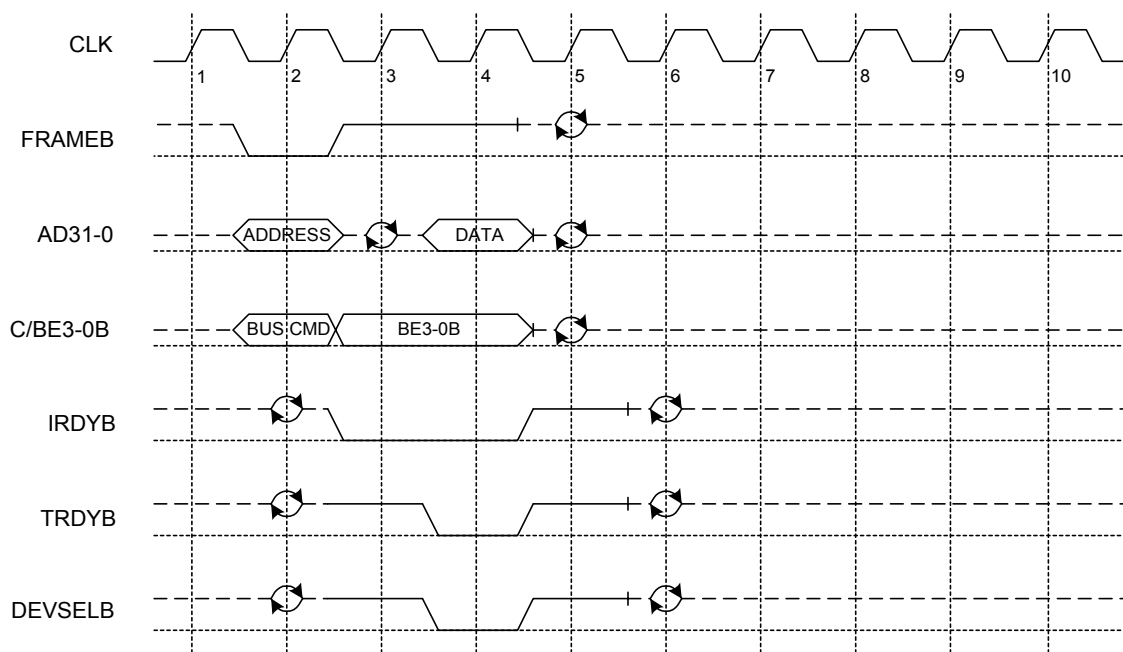 CLK
1 2 3 4 5 6 7 8 9 10
FRAMEB
AD31-0 ADDRESS DATA
C/BE3-0B BUS CMD BE3-0B
IRDYB
TRDYB
DEVSELB